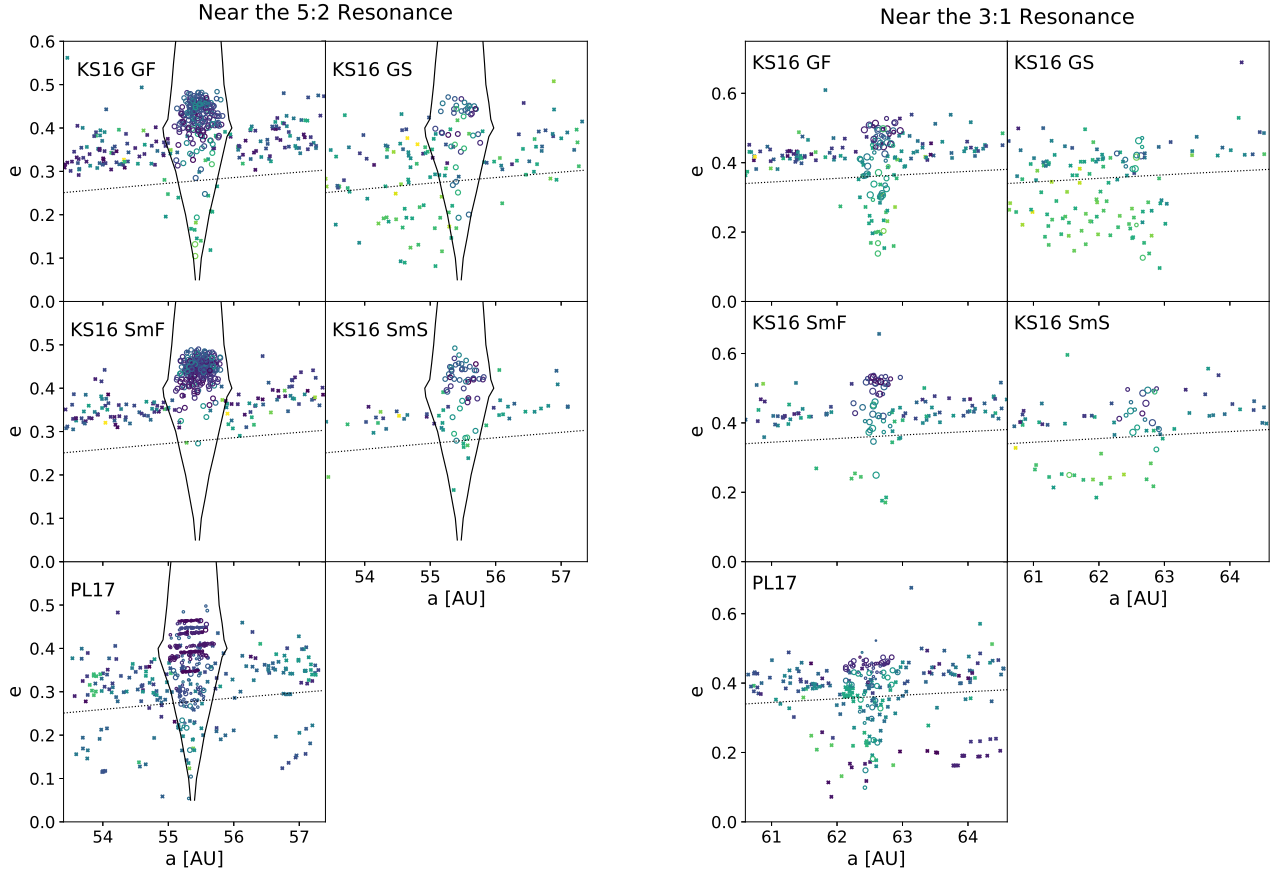 Near the 5:2 Resonance
Near the 3:1 Resonance
KS16 GF
KS16 GS
0.6
0.5
0.4
0.3
0.2
0.1
0.0
e
KS16 SmF
KS16 SmS
0.5
0.4
0.3
0.2
0.1
0.0
e
54 55 56 57
a [AU]
PL17
0.5
0.4
0.3
0.2
0.1
0.0
e
54 55 56 57
a [AU]
KS16 GF
KS16 GS
0.6
0.4
0.2
0.0
e
KS16 SmF
KS16 SmS
0.6
0.4
0.2
0.0
e
61 62 63 64
a [AU]
PL17
0.6
0.4
0.2
0.0
e
61 62 63 64
a [AU]